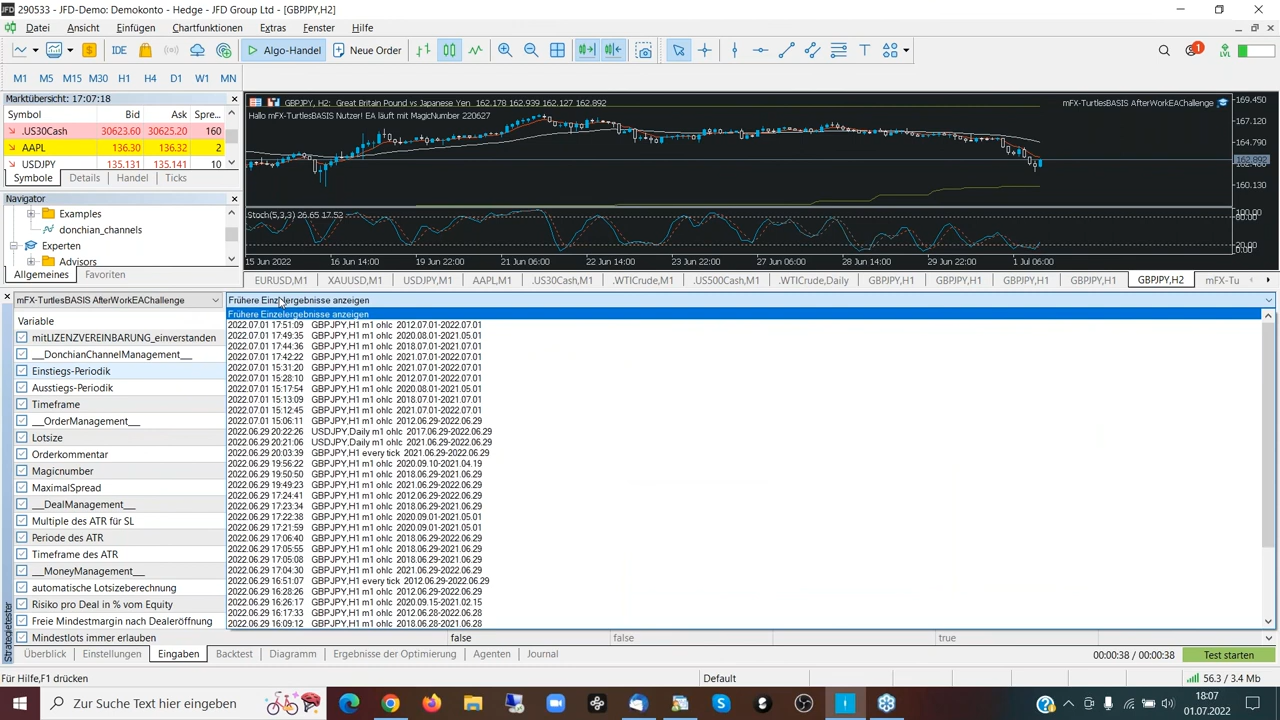 290533 - JFD-Demo: Demokonto - Hedge - JFD Group Ltd - [GBPJPY,H2]
Datei Ansicht Einfügen Chartfunktionen Extras Fenster Hilfe
IDE Algo-Handel Neue Order 1
M1 M5 M15 M30 H1 H4 D1 W1 MN
Marktübersicht: 17:07:18
Symbol Bid Ask Spre...
.US30Cash 30623.60 30625.20 160
AAPL 136.30 136.32 2
USDJPY 135.131 135.141 10
Symbole Details Handel Ticks
Navigator
Examples
donchian_channels
Experten
Advisors
Allgemeines Favoriten
GBPJPY, H2: Great Britain Pound vs Japanese Yen 162.178 162.939 162.127 162.892
mFX-TurtlesBASIS AfterWorkEAChallenge
Hallo mFX-TurtlesBASIS Nutzer! EA läuft mit MagicNumber 220627
169.450
167.120
164.790
162.892
160.130
Stoch(5,3,3) 26.65 17.52
100.00
80.00
20.00
0.00
15 Jun 2022 16 Jun 14:00 17 Jun 22:00 21 Jun 06:00 22 Jun 14:00 23 Jun 22:00 27 Jun 06:00 28 Jun 14:00 29 Jun 22:00 1 Jul 06:00
EURUSD,M1 XAUUSD,M1 USDJPY,M1 AAPL,M1 .US30Cash,M1 .WTICrude,M1 .US500Cash,M1 .WTICrude,Daily GBPJPY,H1 GBPJPY,H1 GBPJPY,H1 GBPJPY,H1 GBPJPY,H2 mFX-Tu
mFX-TurtlesBASIS AfterWorkEAChallenge
Variable
mitLIZENZVEREINBARUNG_einverstanden
___DonchianChannelManagement___
Einstiegs-Periodik
Ausstiegs-Periodik
Timeframe
___OrderManagement___
Lotsize
Orderkommentar
Magicnumber
MaximalSpread
___DealManagement___
Multiple des ATR für SL
Periode des ATR
Timeframe des ATR
___MoneyManagement___
automatische Lotsizeberechnung
Risiko pro Deal in % vom Equity
Freie Mindestmargin nach Dealeröffnung
Mindestlots immer erlauben false false true
Frühere Einzelergebnisse anzeigen
Frühere Einzelergebnisse anzeigen
2022.07.01 17:51:09 GBPJPY,H1 m1 ohlc 2012.07.01-2022.07.01
2022.07.01 17:49:35 GBPJPY,H1 m1 ohlc 2020.08.01-2021.05.01
2022.07.01 17:44:36 GBPJPY,H1 m1 ohlc 2018.07.01-2021.07.01
2022.07.01 17:42:22 GBPJPY,H1 m1 ohlc 2021.07.01-2022.07.01
2022.07.01 15:31:20 GBPJPY,H1 m1 ohlc 2021.07.01-2022.07.01
2022.07.01 15:28:10 GBPJPY,H1 m1 ohlc 2012.07.01-2022.07.01
2022.07.01 15:17:54 GBPJPY,H1 m1 ohlc 2020.08.01-2021.05.01
2022.07.01 15:13:09 GBPJPY,H1 m1 ohlc 2018.07.01-2021.07.01
2022.07.01 15:12:45 GBPJPY,H1 m1 ohlc 2021.07.01-2022.07.01
2022.07.01 15:06:11 GBPJPY,H1 m1 ohlc 2012.06.29-2022.06.29
2022.06.29 20:22:26 USDJPY,Daily m1 ohlc 2017.06.29-2022.06.29
2022.06.29 20:21:06 USDJPY,Daily m1 ohlc 2021.06.29-2022.06.29
2022.06.29 20:03:39 GBPJPY,H1 every tick 2021.06.29-2022.06.29
2022.06.29 19:56:22 GBPJPY,H1 m1 ohlc 2020.09.10-2021.04.19
2022.06.29 19:50:50 GBPJPY,H1 m1 ohlc 2018.06.29-2021.06.29
2022.06.29 19:49:23 GBPJPY,H1 m1 ohlc 2021.06.29-2022.06.29
2022.06.29 17:24:41 GBPJPY,H1 m1 ohlc 2012.06.29-2022.06.29
2022.06.29 17:23:34 GBPJPY,H1 m1 ohlc 2018.06.29-2022.06.29
2022.06.29 17:22:38 GBPJPY,H1 m1 ohlc 2020.09.01-2021.05.01
2022.06.29 17:21:59 GBPJPY,H1 m1 ohlc 2020.09.01-2021.05.01
2022.06.29 17:06:40 GBPJPY,H1 m1 ohlc 2018.06.29-2022.06.29
2022.06.29 17:05:55 GBPJPY,H1 m1 ohlc 2018.06.29-2021.06.29
2022.06.29 17:05:08 GBPJPY,H1 m1 ohlc 2018.06.29-2021.06.29
2022.06.29 17:04:30 GBPJPY,H1 m1 ohlc 2021.06.29-2022.06.29
2022.06.29 16:51:07 GBPJPY,H1 every tick 2012.06.29-2022.06.29
2022.06.29 16:28:26 GBPJPY,H1 m1 ohlc 2012.06.29-2022.06.29
2022.06.29 16:26:17 GBPJPY,H1 m1 ohlc 2020.09.15-2021.02.15
2022.06.29 16:17:33 GBPJPY,H1 m1 ohlc 2012.06.28-2022.06.28
2022.06.29 16:09:12 GBPJPY,H1 m1 ohlc 2018.06.28-2021.06.28
Strategietester
Überblick Einstellungen Eingaben Backtest Diagramm Ergebnisse der Optimierung Agenten Journal 00:00:38 / 00:00:38 Test starten
Für Hilfe,F1 drücken Default 56.3 / 3.4 Mb
Zur Suche Text hier eingeben
18:07
01.07.2022